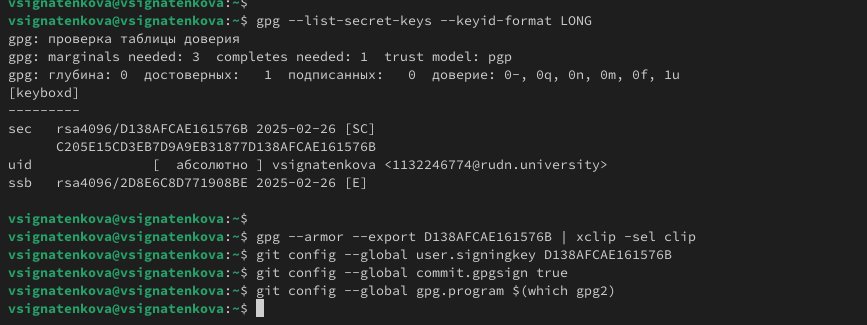 vsignatenkova@vsignatenkova:~$
vsignatenkova@vsignatenkova:~$ gpg --list-secret-keys --keyid-format LONG
gpg: проверка таблицы доверия
gpg: marginals needed: 3  completes needed: 1  trust model: pgp
gpg: глубина: 0  достоверных:   1  подписанных:   0  доверие: 0-, 0q, 0n, 0m, 0f, 1u
[keyboxd]
---------
sec   rsa4096/D138AFCAE161576B 2025-02-26 [SC]
      C205E15CD3EB7D9A9EB31877D138AFCAE161576B
uid               [  абсолютно ] vsignatenkova <1132246774@rudn.university>
ssb   rsa4096/2D8E6C8D771908BE 2025-02-26 [E]
vsignatenkova@vsignatenkova:~$
vsignatenkova@vsignatenkova:~$ gpg --armor --export D138AFCAE161576B | xclip -sel clip
vsignatenkova@vsignatenkova:~$ git config --global user.signingkey D138AFCAE161576B
vsignatenkova@vsignatenkova:~$ git config --global commit.gpgsign true
vsignatenkova@vsignatenkova:~$ git config --global gpg.program $(which gpg2)
vsignatenkova@vsignatenkova:~$